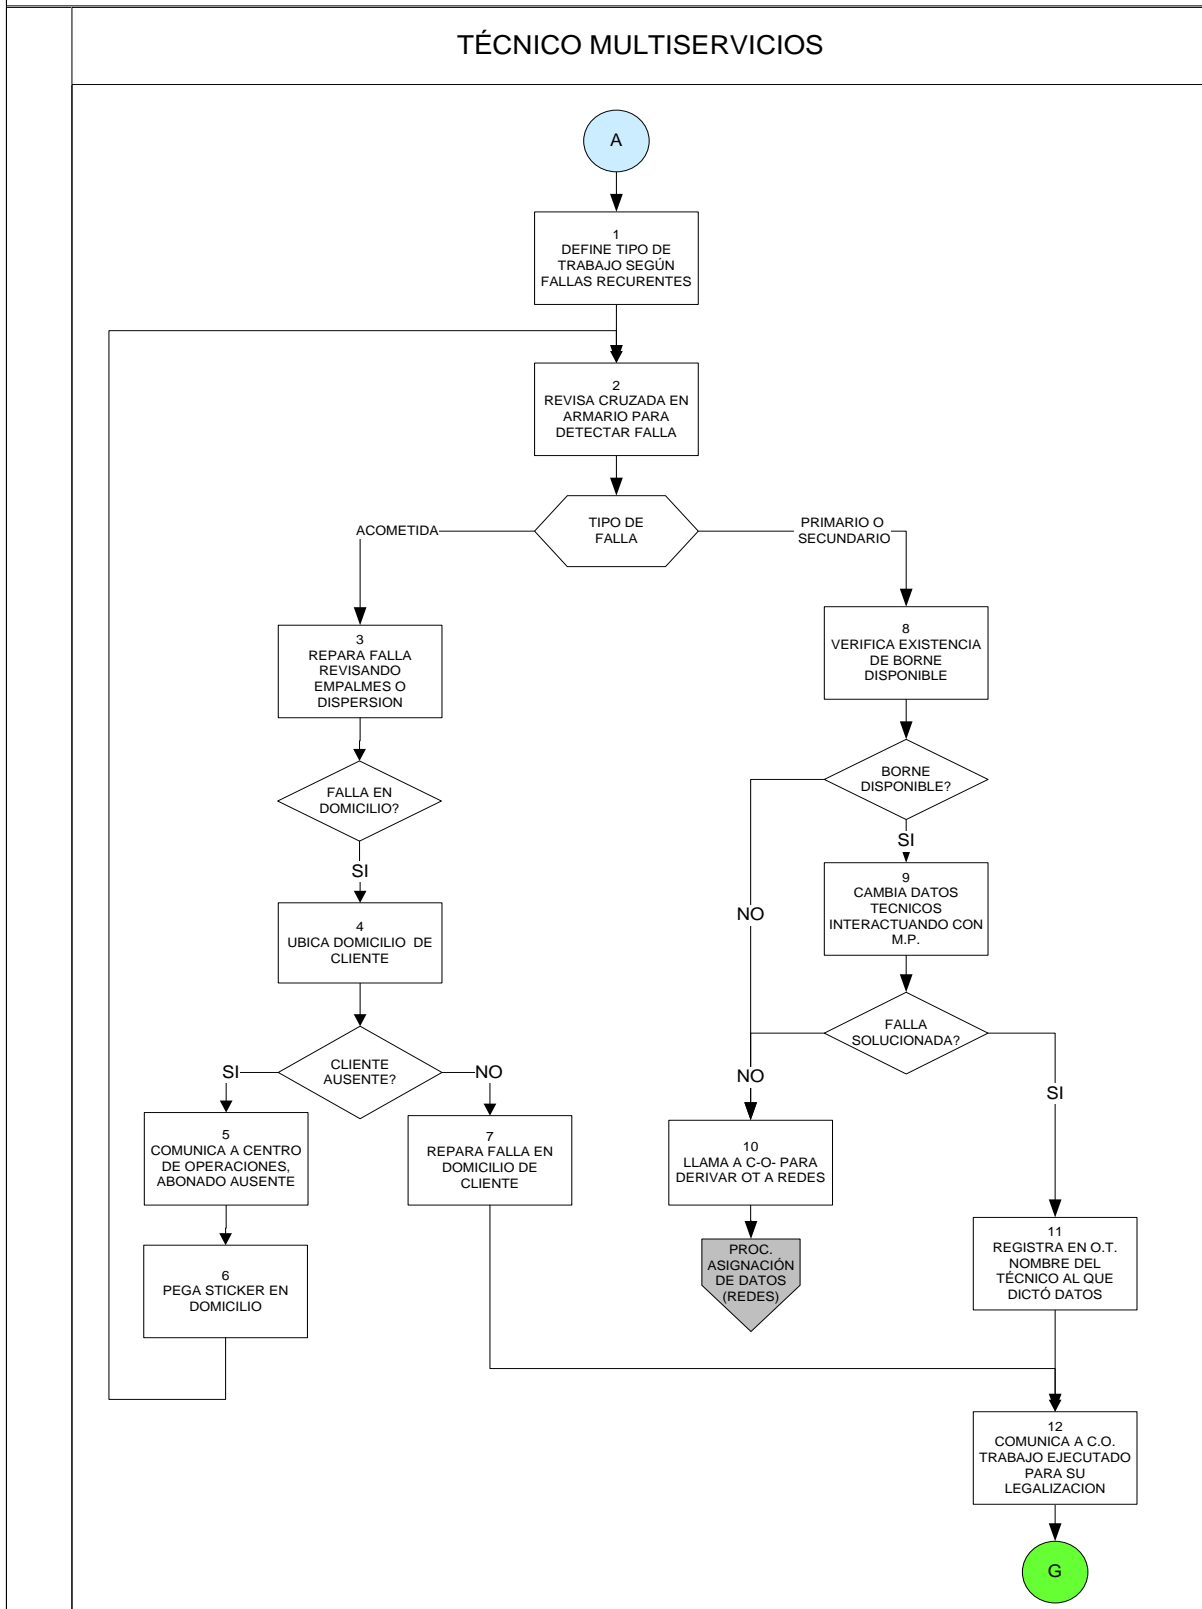 TÉCNICO MULTISERVICIOS
A
1
DEFINE TIPO DE
TRABAJO SEGÚN
FALLAS RECURENTES
2
REVISA CRUZADA EN
ARMARIO PARA
DETECTAR FALLA
TIPO DE
FALLA
ACOMETIDA
PRIMARIO O
SECUNDARIO
3
REPARA FALLA
REVISANDO
EMPALMES O
DISPERSION
FALLA EN
DOMICILIO?
SI
4
UBICA DOMICILIO DE
CLIENTE
CLIENTE
AUSENTE?
SI
NO
5
COMUNICA A CENTRO
DE OPERACIONES,
ABONADO AUSENTE
6
PEGA STICKER EN
DOMICILIO
7
REPARA FALLA EN
DOMICILIO DE
CLIENTE
8
VERIFICA EXISTENCIA
DE BORNE
DISPONIBLE
BORNE
DISPONIBLE?
SI
NO
9
CAMBIA DATOS
TECNICOS
INTERACTUANDO CON
M.P.
FALLA
SOLUCIONADA?
NO
SI
10
LLAMA A C-O- PARA
DERIVAR OT A REDES
PROC.
ASIGNACIÓN
DE DATOS
(REDES)
11
REGISTRA EN O.T.
NOMBRE DEL
TÉCNICO AL QUE
DICTÓ DATOS
12
COMUNICA A C.O.
TRABAJO EJECUTADO
PARA SU
LEGALIZACION
G